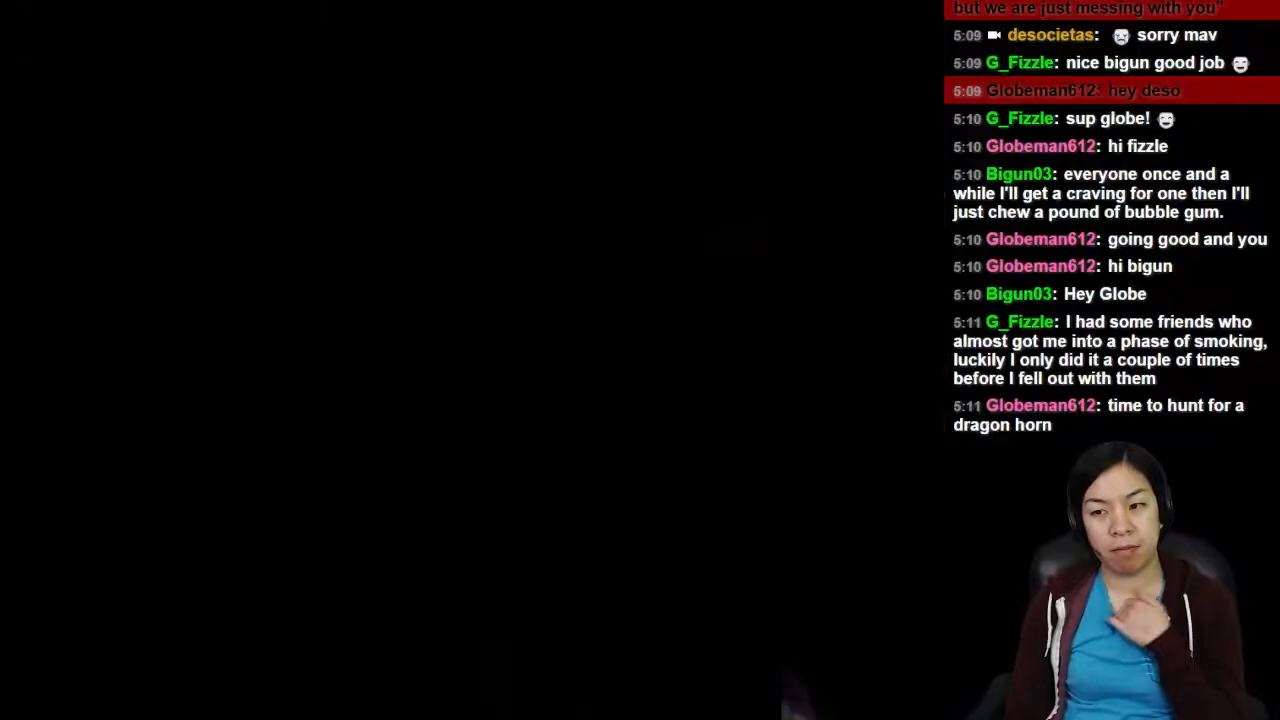 but we are just messing with you"
5:09 desocietas: sorry mav
5:09 G_Fizzle: nice bigun good job
5:09 Globeman612: hey deso
5:10 G_Fizzle: sup globe!
5:10 Globeman612: hi fizzle
5:10 Bigun03: everyone once and a
while I'll get a craving for one then I'll
just chew a pound of bubble gum.
5:10 Globeman612: going good and you
5:10 Globeman612: hi bigun
5:10 Bigun03: Hey Globe
5:11 G_Fizzle: I had some friends who
almost got me into a phase of smoking,
luckily I only did it a couple of times
before I fell out with them
5:11 Globeman612: time to hunt for a
dragon horn